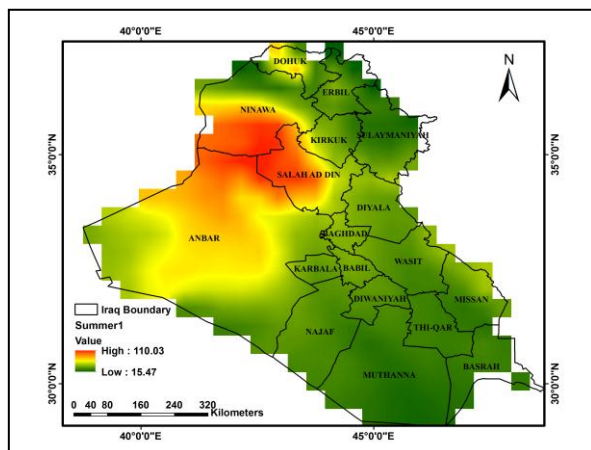 40°0'0"E 45°0'0"E
N
DOHUK
ERBIL
NINAWA
SULAYMANIYAH
KIRKUK
35°0'0"N 35°0'0"N
SALAH AD DIN
DIYALA
BAGHDAD
ANBAR
WASIT
KARBALA BABIL
DIWANIYAH MISSAN
Iraq Boundary
Summer1
Value
High : 110.03
Low : 15.47
NAJAF THI-QAR
MUTHANNA BASRAH
30°0'0"N 30°0'0"N
0 40 80 160 240 320
Kilometers
40°0'0"E 45°0'0"E